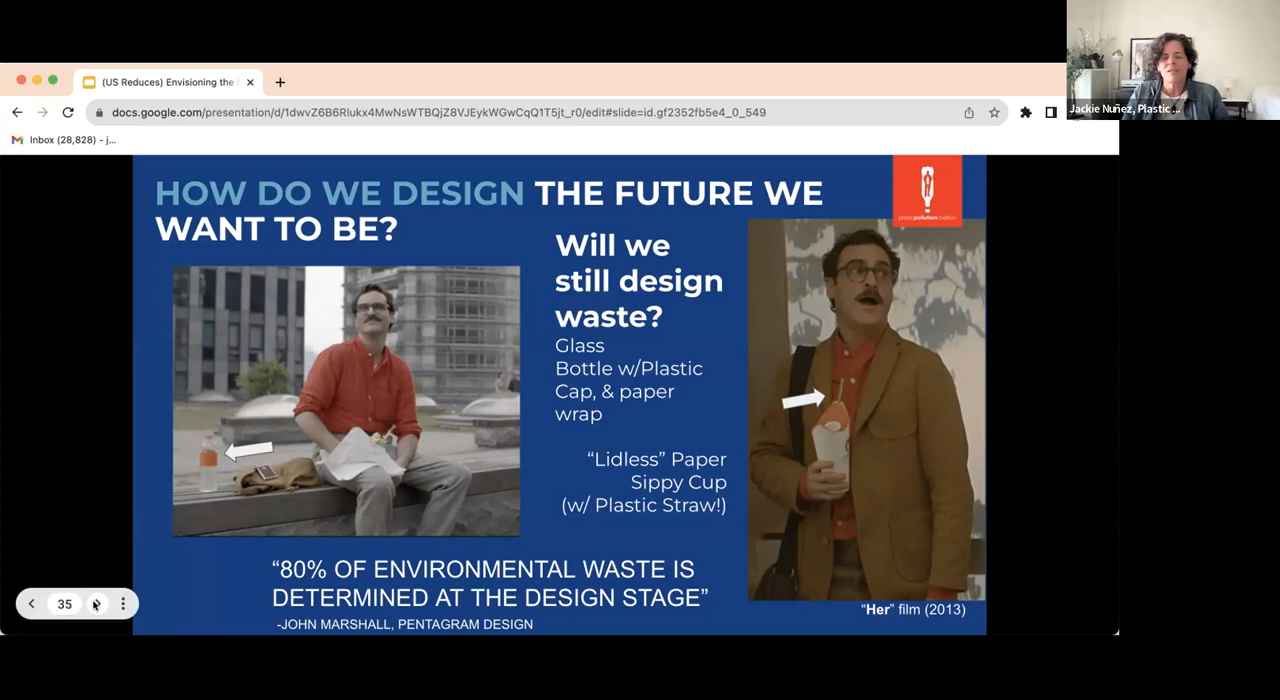 (US Reduces) Envisioning the
docs.google.com/presentation/d/1dwvZ6B6Rlukx4MwNsWTBQjZ8VJEykWGwCqQ1T5jt_r0/edit#slide=id.gf2352fb5e4_0_549
Inbox (28,828) - j...
Jackie Nuñez, Plastic ...
HOW DO WE DESIGN THE FUTURE WE
WANT TO BE?
plasticpollutioncoalition
Will we
still design
waste?
Glass
Bottle w/Plastic
Cap, & paper
wrap
“Lidless” Paper
Sippy Cup
(w/ Plastic Straw!)
“80% OF ENVIRONMENTAL WASTE IS
DETERMINED AT THE DESIGN STAGE”
-JOHN MARSHALL, PENTAGRAM DESIGN
“Her” film (2013)
35